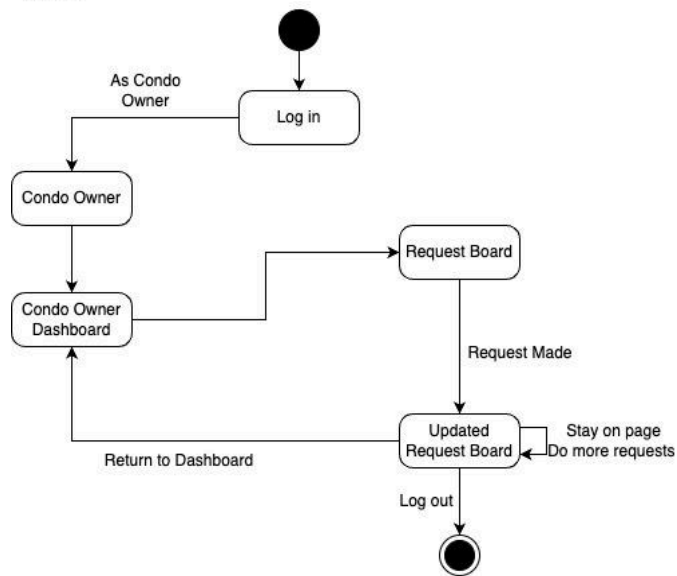 As Condo
Owner
Log in
Condo Owner
Request Board
Condo Owner
Dashboard
Request Made
Updated
Request Board
Stay on page
Do more requests
Return to Dashboard
Log out